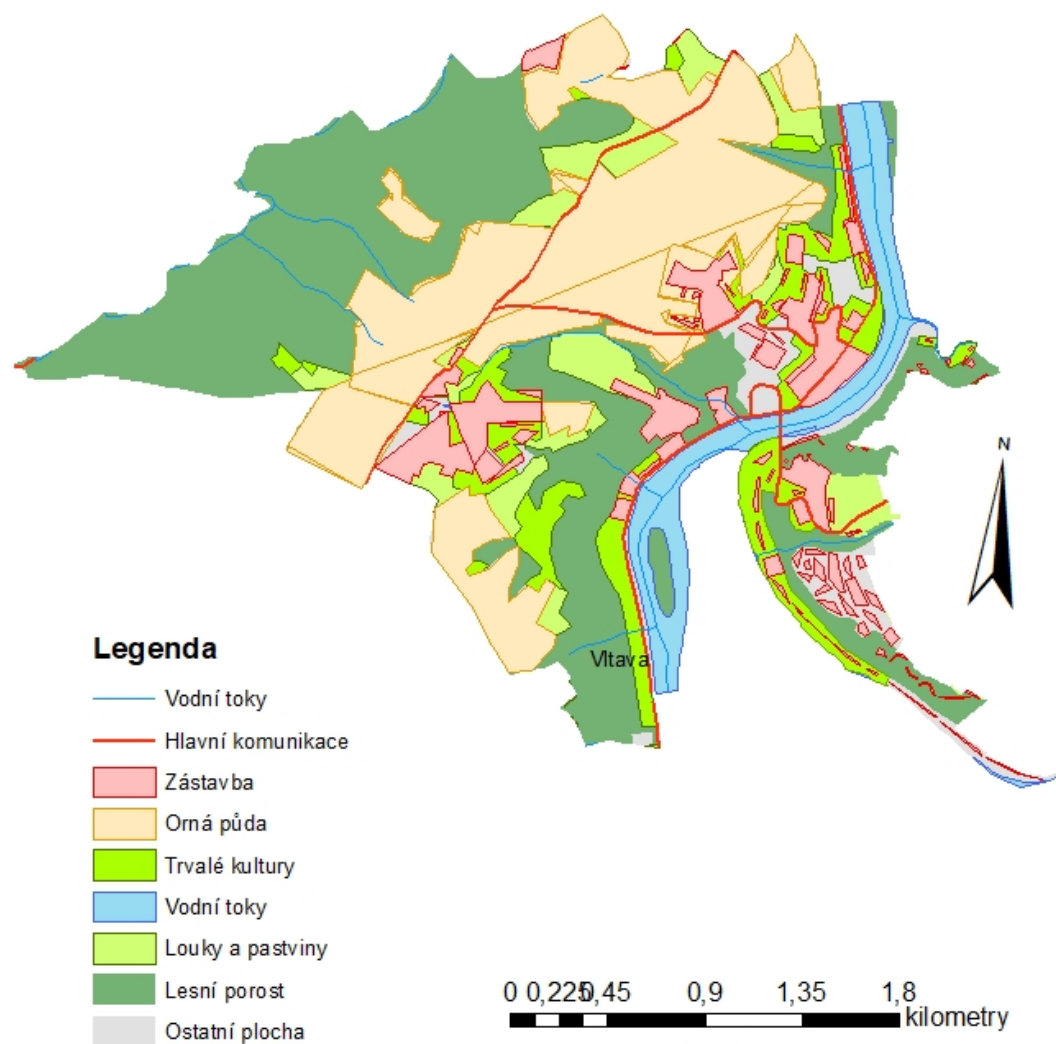 N
Vltava
Legenda
Vodní toky
Hlavní komunikace
Zástavba
Orná půda
Trvalé kultury
Vodní toky
Louky a pastviny
Lesní porost
Ostatní plocha
0 0,225 0,45 0,9 1,35 1,8
kilometry